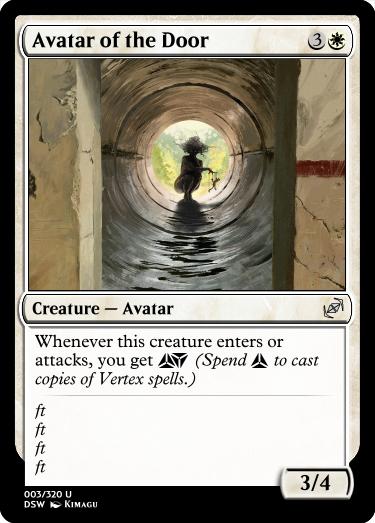 Avatar of the Door 3
Creature — Avatar
Whenever this creature enters or
attacks, you get (Spend to cast
copies of Vertex spells.)
ft
ft
ft
ft
003/320 U
DSW Kimagu
3/4